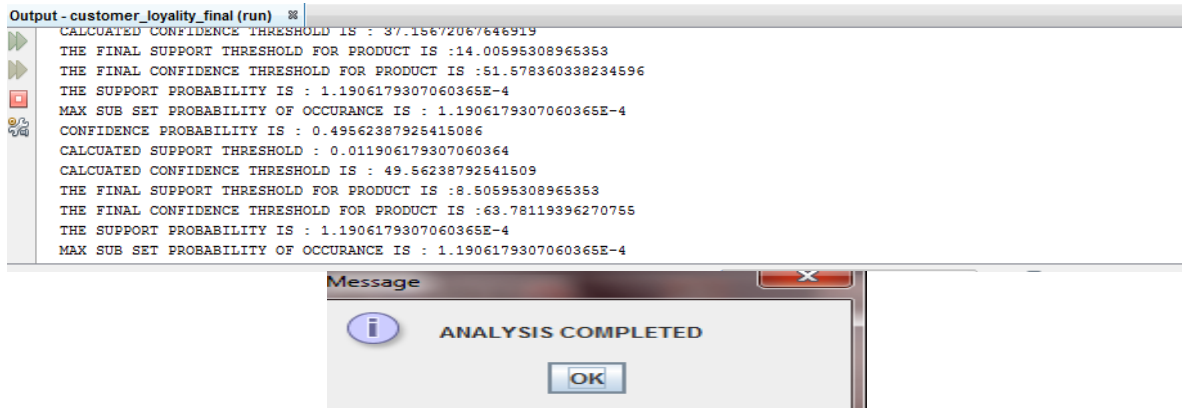 Output - customer_loyality_final (run)
CALCUATED CONFIDENCE THRESHOLD IS : 37.15672067646919
THE FINAL SUPPORT THRESHOLD FOR PRODUCT IS :14.00595308965353
THE FINAL CONFIDENCE THRESHOLD FOR PRODUCT IS :51.578360338234596
THE SUPPORT PROBABILITY IS : 1.1906179307060365E-4
MAX SUB SET PROBABILITY OF OCCURANCE IS : 1.1906179307060365E-4
CONFIDENCE PROBABILITY IS : 0.49562387925415086
CALCUATED SUPPORT THRESHOLD : 0.011906179307060364
CALCUATED CONFIDENCE THRESHOLD IS : 49.56238792541509
THE FINAL SUPPORT THRESHOLD FOR PRODUCT IS :8.50595308965353
THE FINAL CONFIDENCE THRESHOLD FOR PRODUCT IS :63.78119396270755
THE SUPPORT PROBABILITY IS : 1.1906179307060365E-4
MAX SUB SET PROBABILITY OF OCCURANCE IS : 1.1906179307060365E-4
Message
ANALYSIS COMPLETED
OK